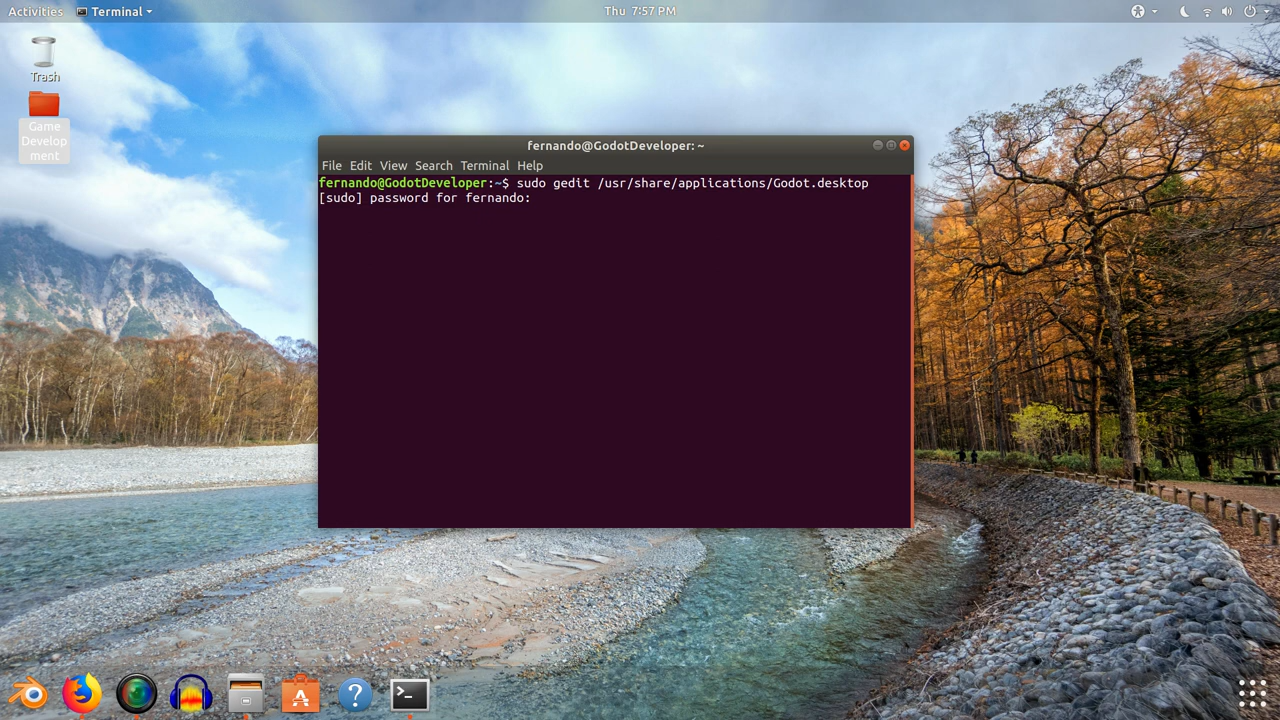 Activities Terminal Thu 7:57 PM
Trash
Game
Develop
ment
fernando@GodotDeveloper: ~
File Edit View Search Terminal Help
fernando@GodotDeveloper:~$ sudo gedit /usr/share/applications/Godot.desktop
[sudo] password for fernando: